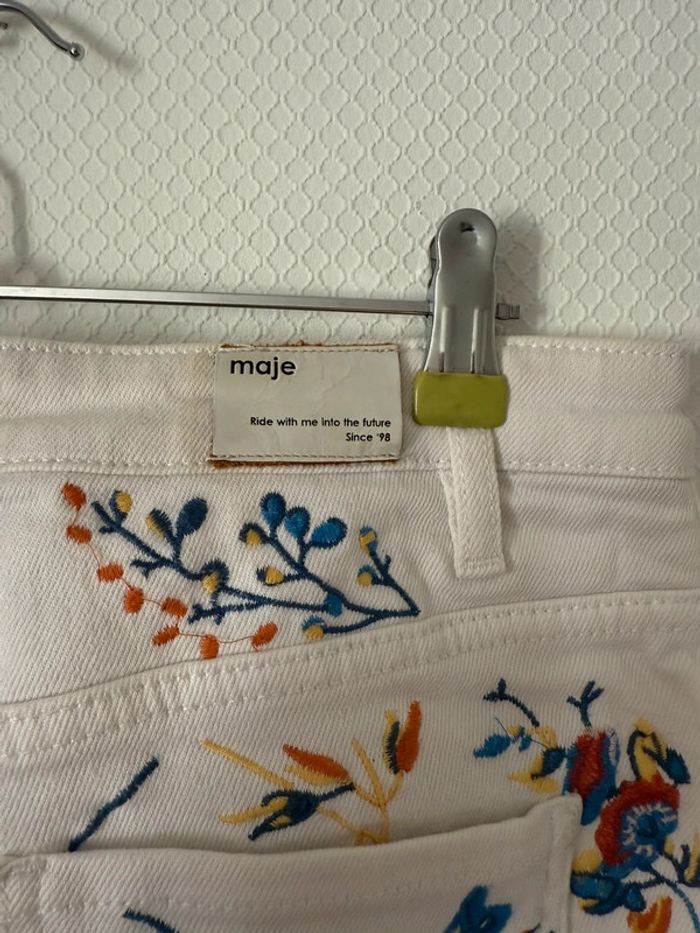 maje
Ride with me into the future
Since '98